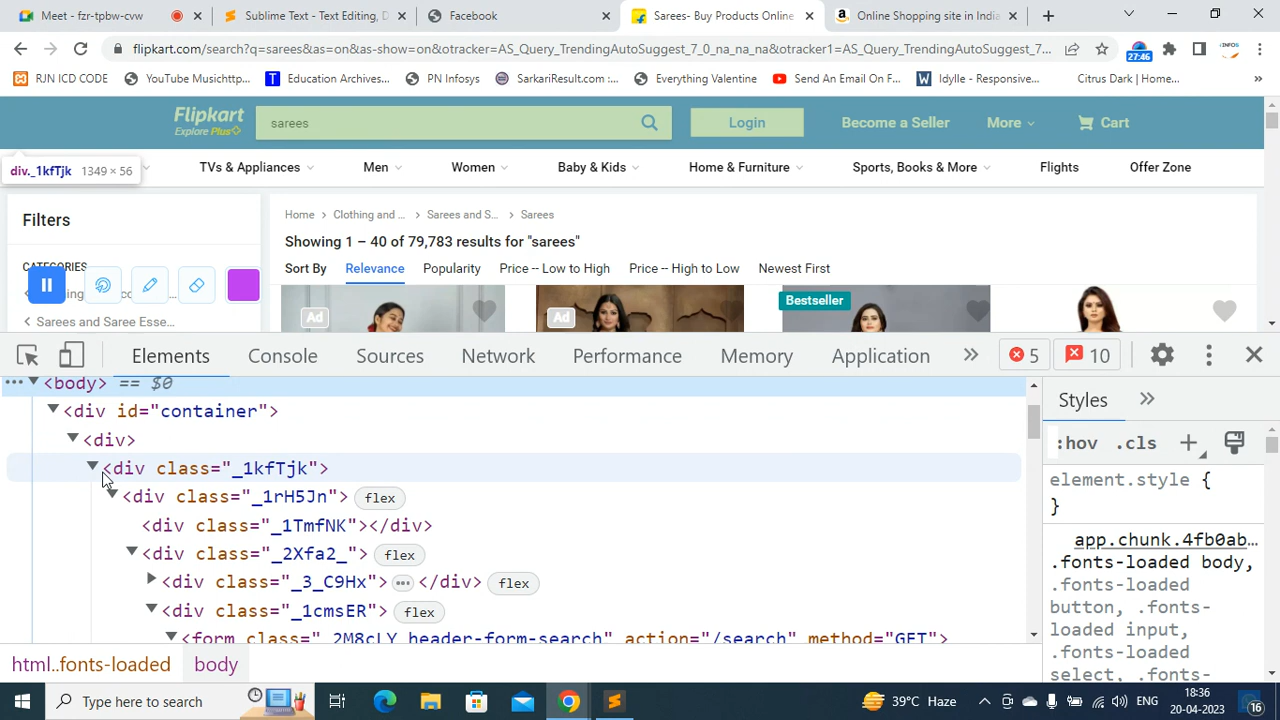 Meet - fzr-tpbw-cvw
Sublime Text - Text Editing, D
Facebook
Sarees- Buy Products Online
Online Shopping site in India
flipkart.com/search?q=sarees&as=on&as-show=on&otracker=AS_Query_TrendingAutoSuggest_7_0_na_na_na&otracker1=AS_Query_TrendingAutoSuggest_7...
27:46
RJN ICD CODE
YouTube Musichttp...
Education Archives...
PN Infosys
SarkariResult.com :...
Everything Valentine
Send An Email On F...
Idylle - Responsive...
Citrus Dark | Home...
»
Flipkart
Explore Plus
sarees
Login
Become a Seller
More
Cart
div._1kfTjk 1349 × 56
TVs & Appliances
Men
Women
Baby & Kids
Home & Furniture
Sports, Books & More
Flights
Offer Zone
Filters
CATEGORIES
Sarees and Saree Esse...
Home > Clothing and ... > Sarees and S... > Sarees
Showing 1 – 40 of 79,783 results for "sarees"
Sort By
Relevance
Popularity
Price -- Low to High
Price -- High to Low
Newest First
Ad
Ad
Bestseller
Elements
Console
Sources
Network
Performance
Memory
Application
»
5
10
<body> == $0
<div id="container">
<div>
<div class="_1kfTjk">
<div class="_1rH5Jn"> flex
<div class="_1TmfNK"></div>
<div class="_2Xfa2_"> flex
<div class="_3_C9Hx"> ... </div> flex
<div class="_1cmsER"> flex
<form class="_2M8cLY header-form-search" action="/search" method="GET">
html..fonts-loaded
body
Styles
»
:hov .cls +
element.style {
}
app.chunk.4fb0ab...
.fonts-loaded body,
.fonts-loaded
button, .fonts-
loaded input,
.fonts-loaded
select, .fonts-
Type here to search
39°C Haze
ENG
18:36
20-04-2023
16